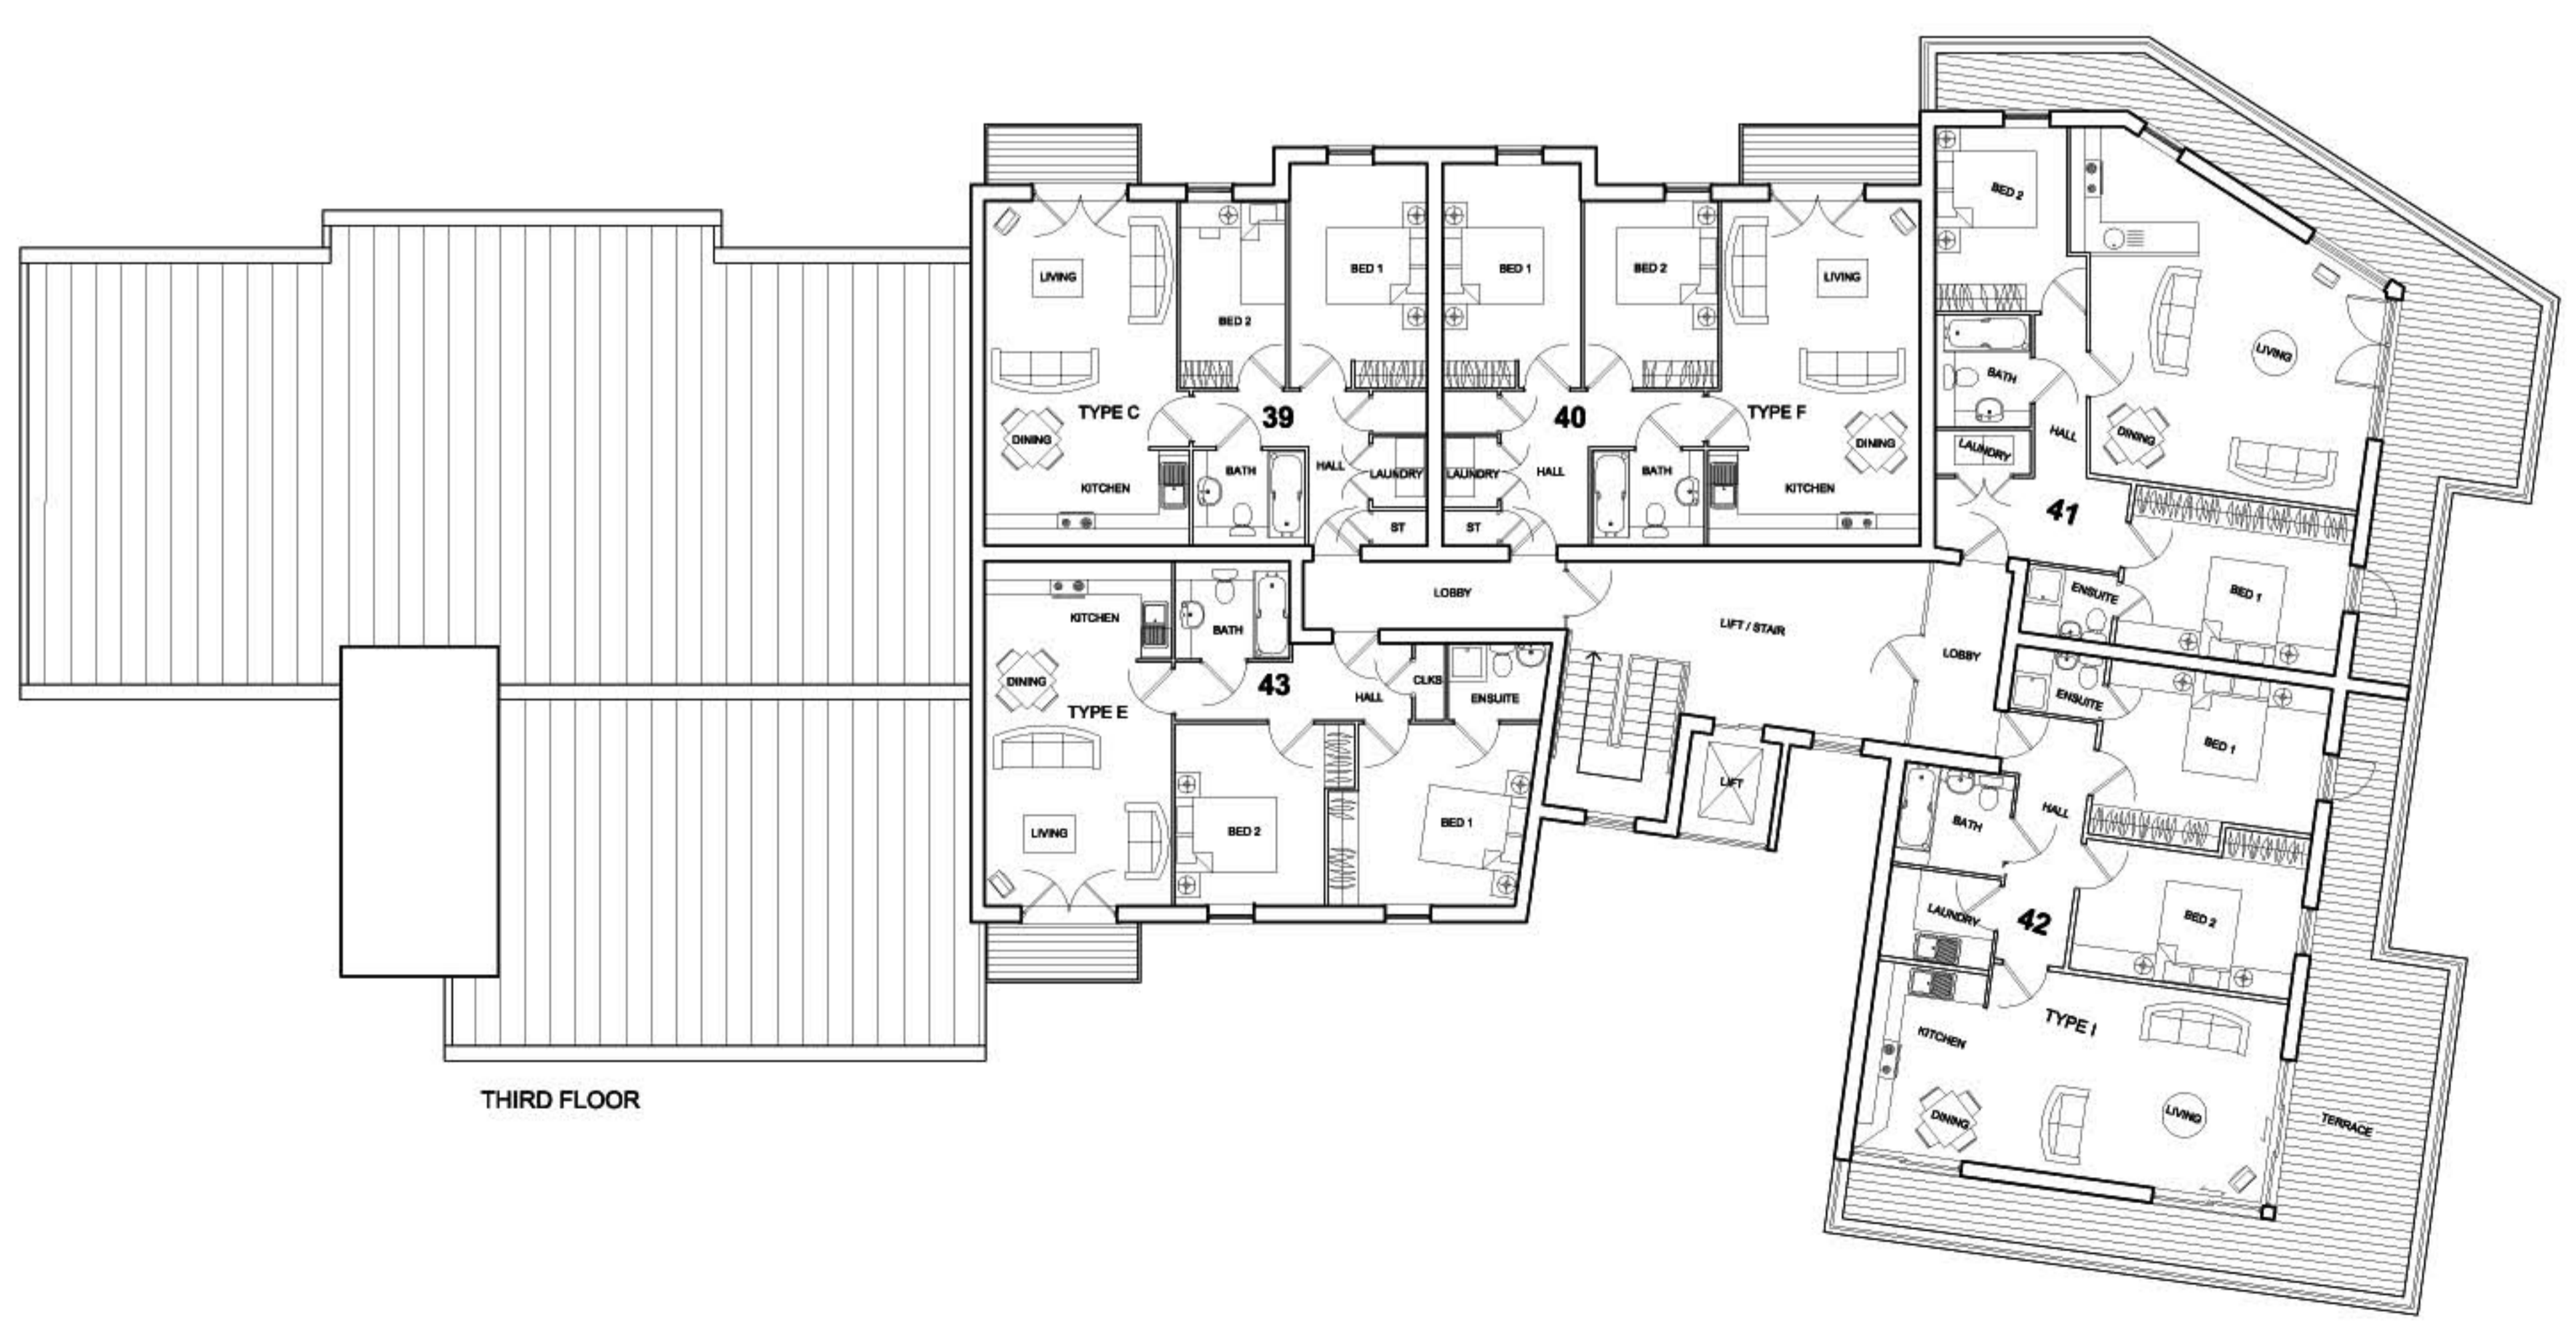 BED 2
LIVING
BED 2
BED 1
BED 1
BED 2
LIVING
LIVING
BATH
TYPE C
39
40
TYPE F
DINING
DINING
HALL
DINING
KITCHEN
BATH
HALL
LAUNDRY
LAUNDRY
HALL
BATH
KITCHEN
LAUNDRY
ST
ST
41
LOBBY
ENSUITE
BED 1
KITCHEN
BATH
LIFT / STAIR
LOBBY
DINING
43
HALL
CLKS
ENSUITE
ENSUITE
TYPE E
BED 1
LIFT
LIVING
BED 2
BED 1
BATH
HALL
LAUNDRY
42
BED 2
KITCHEN
TYPE I
DINING
LIVING
TERRACE
THIRD FLOOR